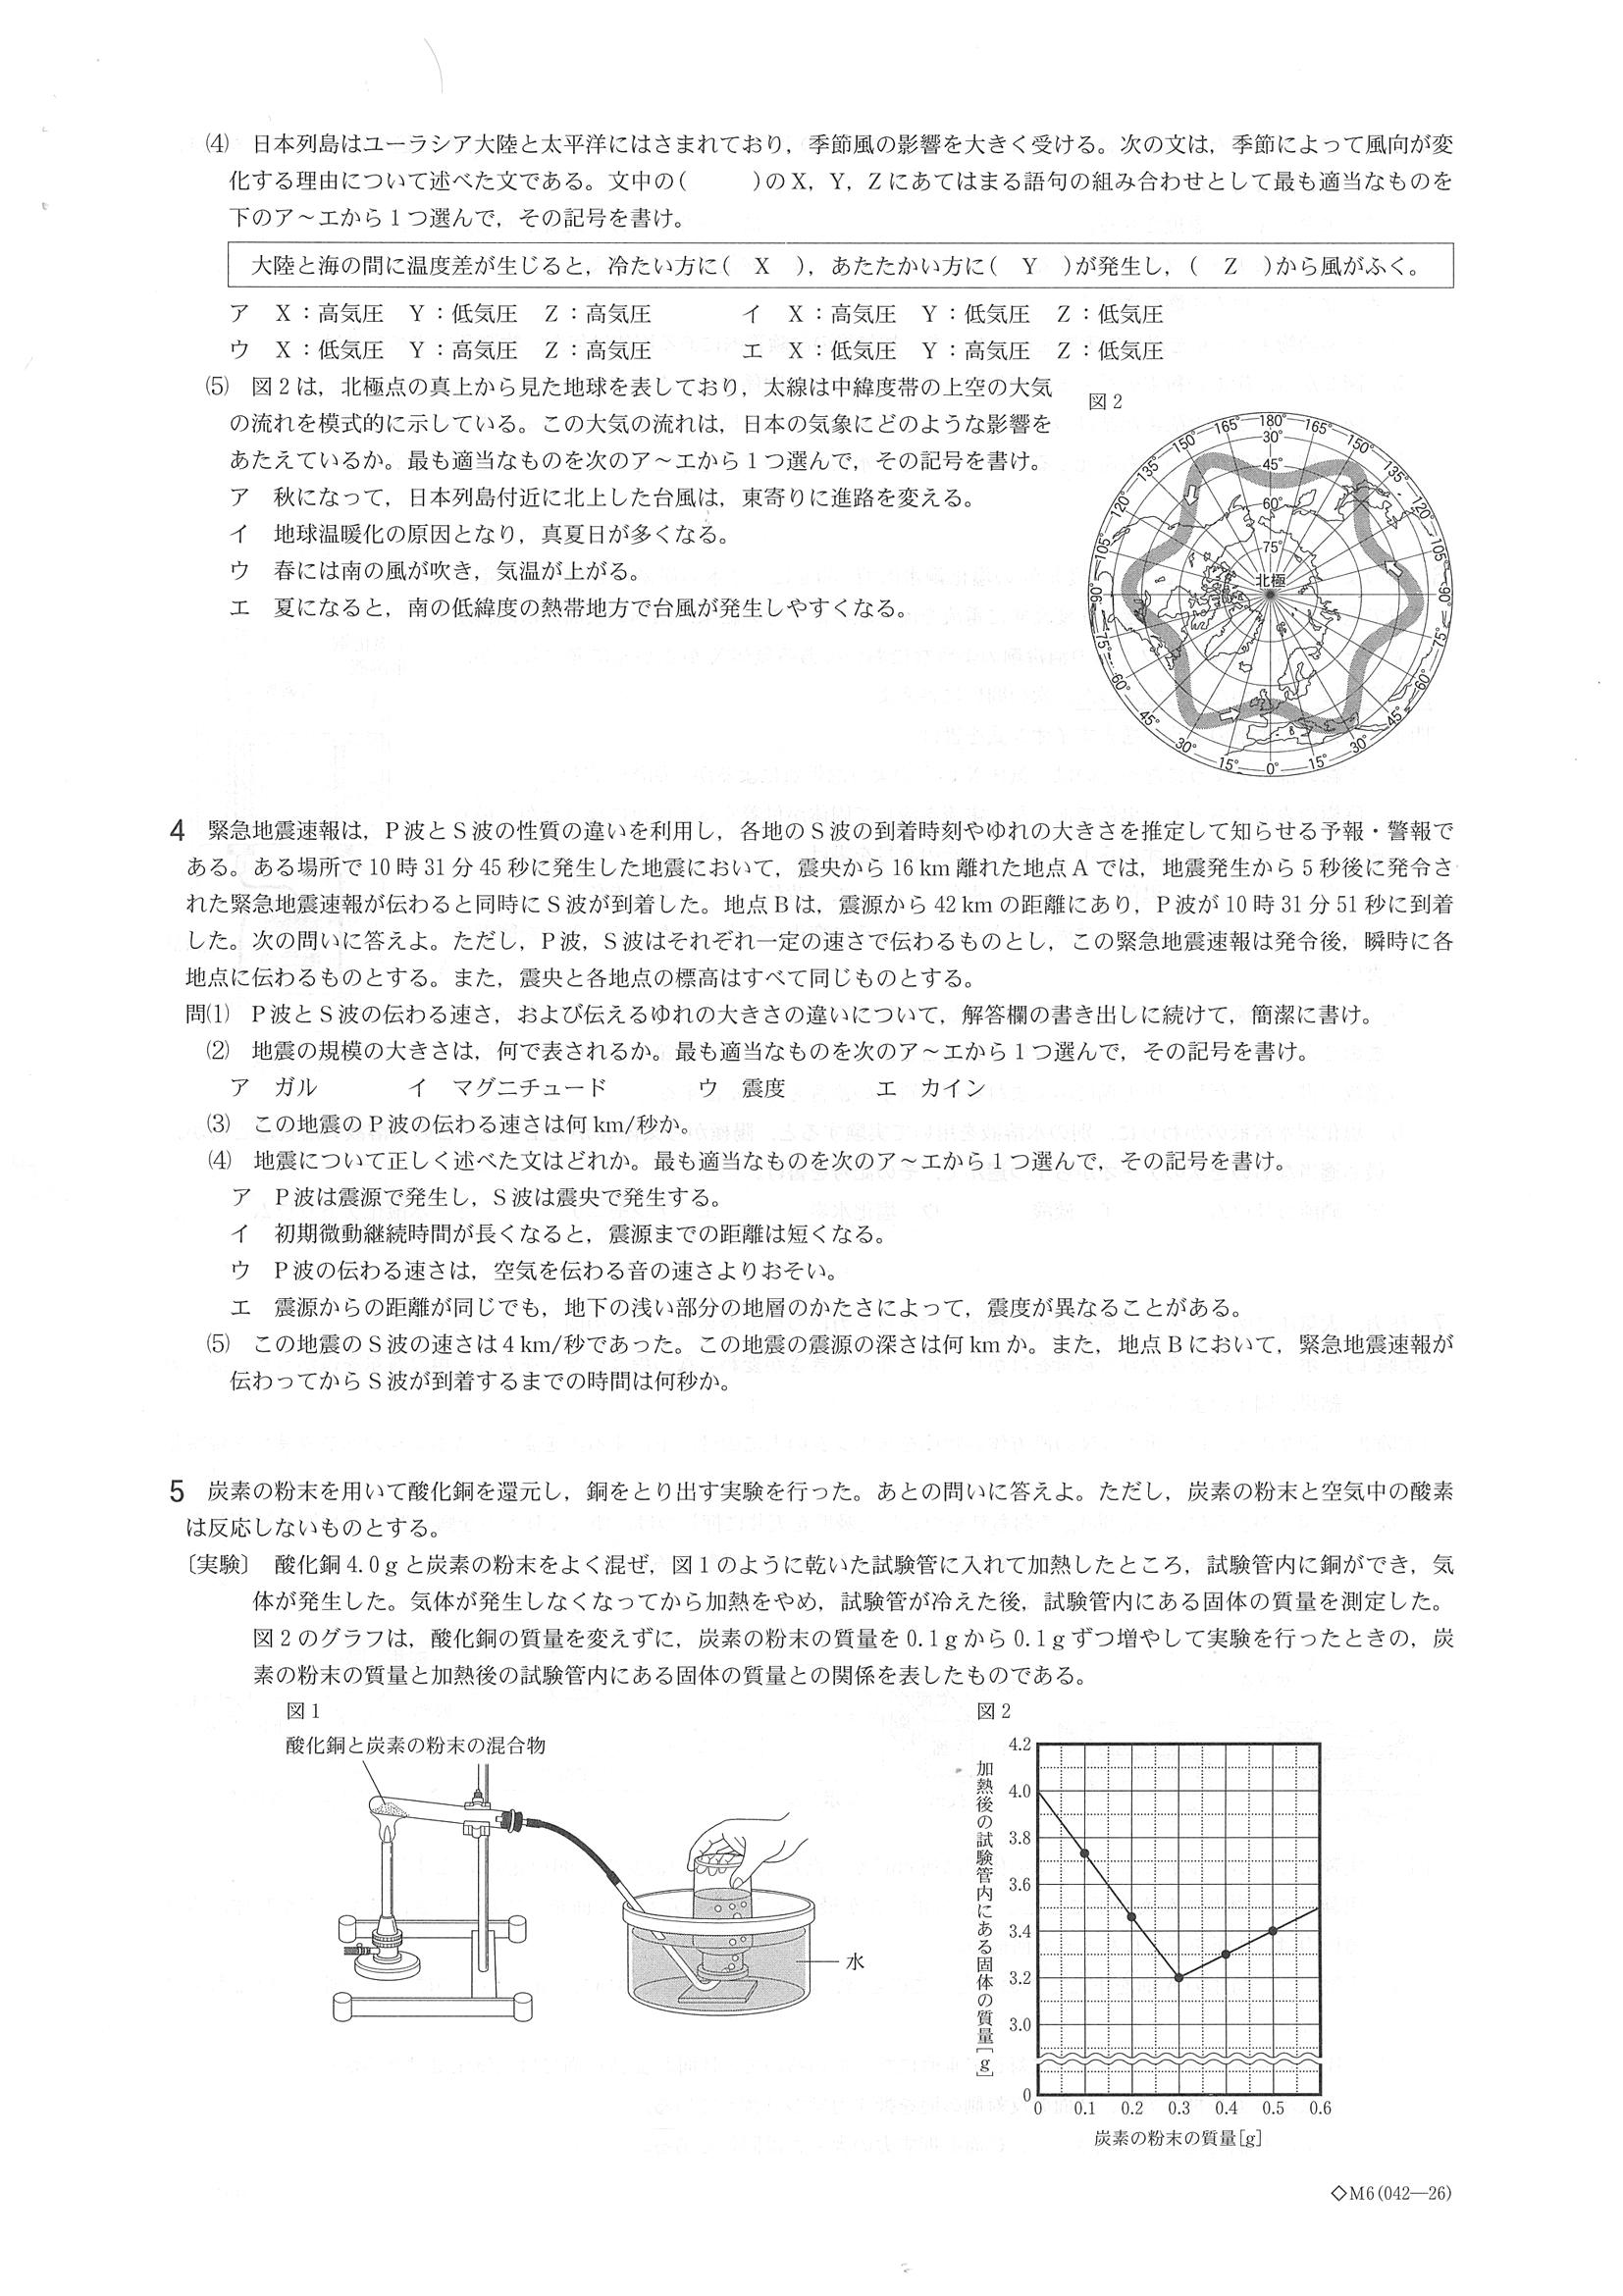 ⑷　日本列島はユーラシア大陸と太平洋にはさまれており，季節風の影響を大きく受ける。次の文は，季節によって風向が変
化する理由について述べた文である。文中の(　　　)のX，Y，Zにあてはまる語句の組み合わせとして最も適当なものを
下のア～エから1つ選んで，その記号を書け。
大陸と海の間に温度差が生じると，冷たい方に(　X　)，あたたかい方に(　Y　)が発生し，(　Z　)から風がふく。
ア　X：高気圧　Y：低気圧　Z：高気圧　　　　イ　X：高気圧　Y：低気圧　Z：低気圧
ウ　X：低気圧　Y：高気圧　Z：高気圧　　　　エ　X：低気圧　Y：高気圧　Z：低気圧
⑸　図2は，北極点の真上から見た地球を表しており，太線は中緯度帯の上空の大気
の流れを模式的に示している。この大気の流れは，日本の気象にどのような影響を
あたえているか。最も適当なものを次のア～エから1つ選んで，その記号を書け。
ア　秋になって，日本列島付近に北上した台風は，東寄りに進路を変える。
イ　地球温暖化の原因となり，真夏日が多くなる。
ウ　春には南の風が吹き，気温が上がる。
エ　夏になると，南の低緯度の熱帯地方で台風が発生しやすくなる。
図2
180°
165°
150°
135°
120°
105°
90°
75°
60°
45°
30°
15°
0°
15°
30°
45°
60°
75°
90°
105°
120°
135°
150°
165°
30°
45°
60°
75°
北極
4　緊急地震速報は，P波とS波の性質の違いを利用し，各地のS波の到着時刻やゆれの大きさを推定して知らせる予報・警報で
ある。ある場所で10時31分45秒に発生した地震において，震央から16km離れた地点Aでは，地震発生から5秒後に発令さ
れた緊急地震速報が伝わると同時にS波が到着した。地点Bは，震源から42kmの距離にあり，P波が10時31分51秒に到着
した。次の問いに答えよ。ただし，P波，S波はそれぞれ一定の速さで伝わるものとし，この緊急地震速報は発令後，瞬時に各
地点に伝わるものとする。また，震央と各地点の標高はすべて同じものとする。
問⑴　P波とS波の伝わる速さ，および伝えるゆれの大きさの違いについて，解答欄の書き出しに続けて，簡潔に書け。
⑵　地震の規模の大きさは，何で表されるか。最も適当なものを次のア～エから1つ選んで，その記号を書け。
ア　ガル　　　　イ　マグニチュード　　　　ウ　震度　　　　エ　カイン
⑶　この地震のP波の伝わる速さは何km/秒か。
⑷　地震について正しく述べた文はどれか。最も適当なものを次のア～エから1つ選んで，その記号を書け。
ア　P波は震源で発生し，S波は震央で発生する。
イ　初期微動継続時間が長くなると，震源までの距離は短くなる。
ウ　P波の伝わる速さは，空気を伝わる音の速さよりおそい。
エ　震源からの距離が同じでも，地下の浅い部分の地層のかたさによって，震度が異なることがある。
⑸　この地震のS波の速さは4km/秒であった。この地震の震源の深さは何kmか。また，地点Bにおいて，緊急地震速報が
伝わってからS波が到着するまでの時間は何秒か。
5　炭素の粉末を用いて酸化銅を還元し，銅をとり出す実験を行った。あとの問いに答えよ。ただし，炭素の粉末と空気中の酸素
は反応しないものとする。
〔実験〕　酸化銅4.0gと炭素の粉末をよく混ぜ，図1のように乾いた試験管に入れて加熱したところ，試験管内に銅ができ，気
体が発生した。気体が発生しなくなってから加熱をやめ，試験管が冷えた後，試験管内にある固体の質量を測定した。
図2のグラフは，酸化銅の質量を変えずに，炭素の粉末の質量を0.1gから0.1gずつ増やして実験を行ったときの，炭
素の粉末の質量と加熱後の試験管内にある固体の質量との関係を表したものである。
図1
酸化銅と炭素の粉末の混合物
水
図2
加熱後の試験管内にある固体の質量[g]
4.2
4.0
3.8
3.6
3.4
3.2
3.0
0
0　0.1　0.2　0.3　0.4　0.5　0.6
炭素の粉末の質量[g]
◇M6(042―26)